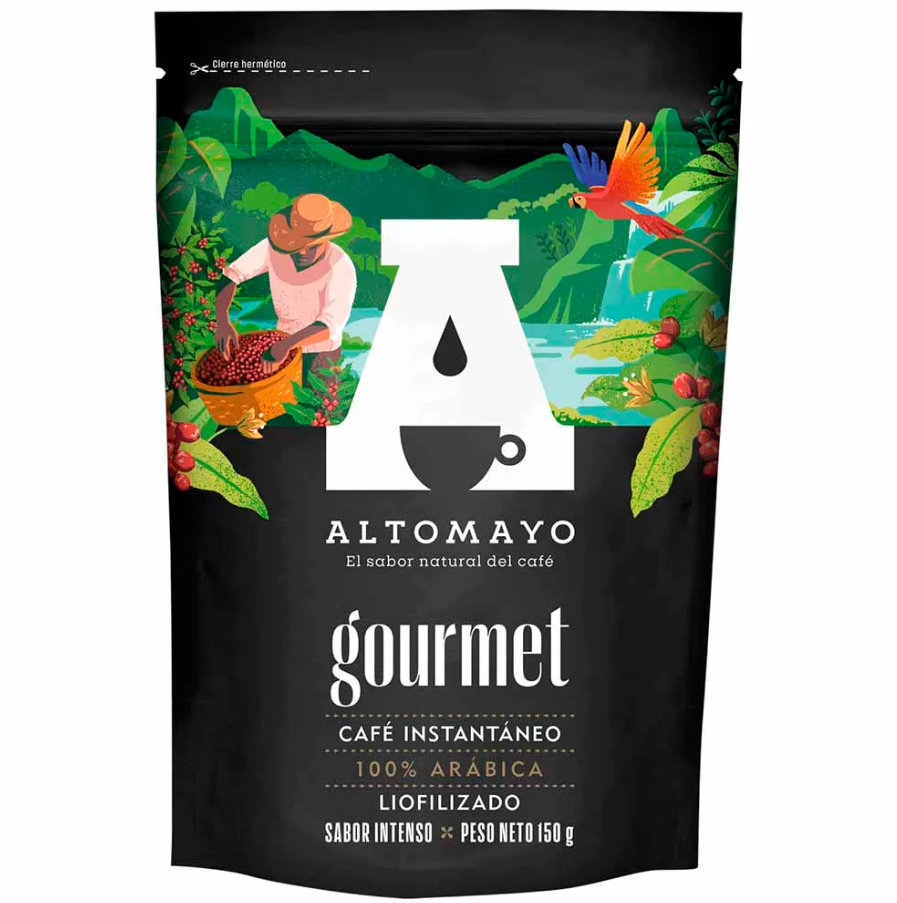 Cierre hermético
ALTOMAYO
El sabor natural del café
gourmet
CAFÉ INSTANTÁNEO
100% ARÁBICA
LIOFILIZADO
SABOR INTENSO × PESO NETO 150 g